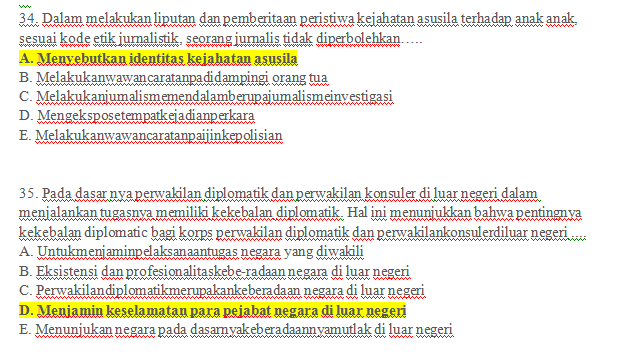 34. Dalam melakukan liputan dan pemberitaan peristiwa kejahatan asusila terhadap anak anak,
sesuai kode etik jurnalistik, seorang jurnalis tidak diperbolehkan…..
A. Menyebutkan identitas kejahatan asusila
B. Melakukanwawancaratanpadidampingi orang tua
C. Melakukanjurnalismemendalamberupajurnalismeinvestigasi
D. Mengeksposetempatkejadianperkara
E. Melakukanwawancaratanpaijinkepolisian
35. Pada dasar nya perwakilan diplomatik dan perwakilan konsuler di luar negeri dalam
menjalankan tugasnya memiliki kekebalan diplomatik. Hal ini menunjukkan bahwa pentingnya
kekebalan diplomatic bagi korps perwakilan diplomatik dan perwakilankonsulerdiluar negeri ....
A. Untukmenjaminpelaksanaantugas negara yang diwakili
B. Eksistensi dan profesionalitaskebe-radaan negara di luar negeri
C. Perwakilandiplomatikmerupakankeberadaan negara di luar negeri
D. Menjamin keselamatan para pejabat negara di luar negeri
E. Menunjukan negara pada dasarnyakeberadaannyamutlak di luar negeri